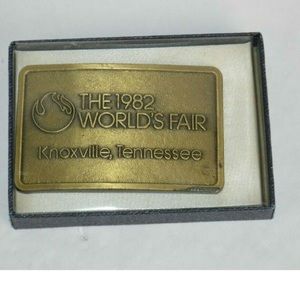 THE 1982
WORLD'S FAIR
Knoxville, Tennessee